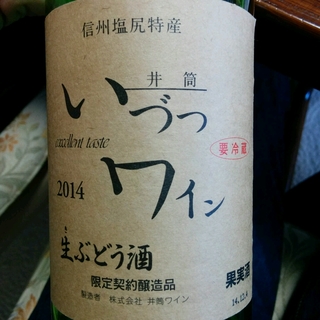 信州塩尻特産
井筒
いづつ
excellent taste
要冷蔵
2014
ワイン
生ぶどう酒
限定契約醸造品
果実酒
製造者 株式会社 井筒ワイン
14.12.4